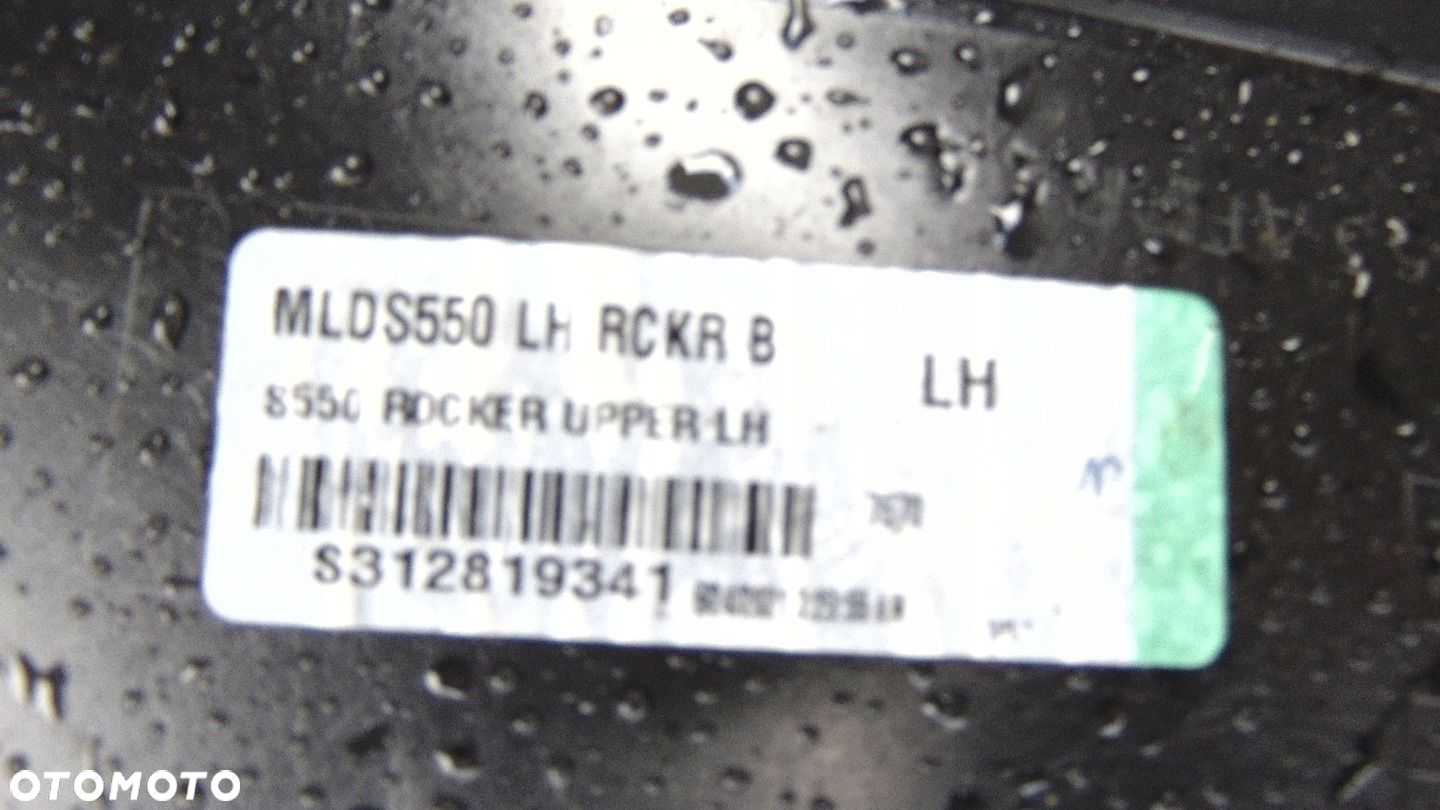 MLDS550 LH RCKR B
LH
S550 ROCKER UPPER LH
S312819341
OTOMOTO